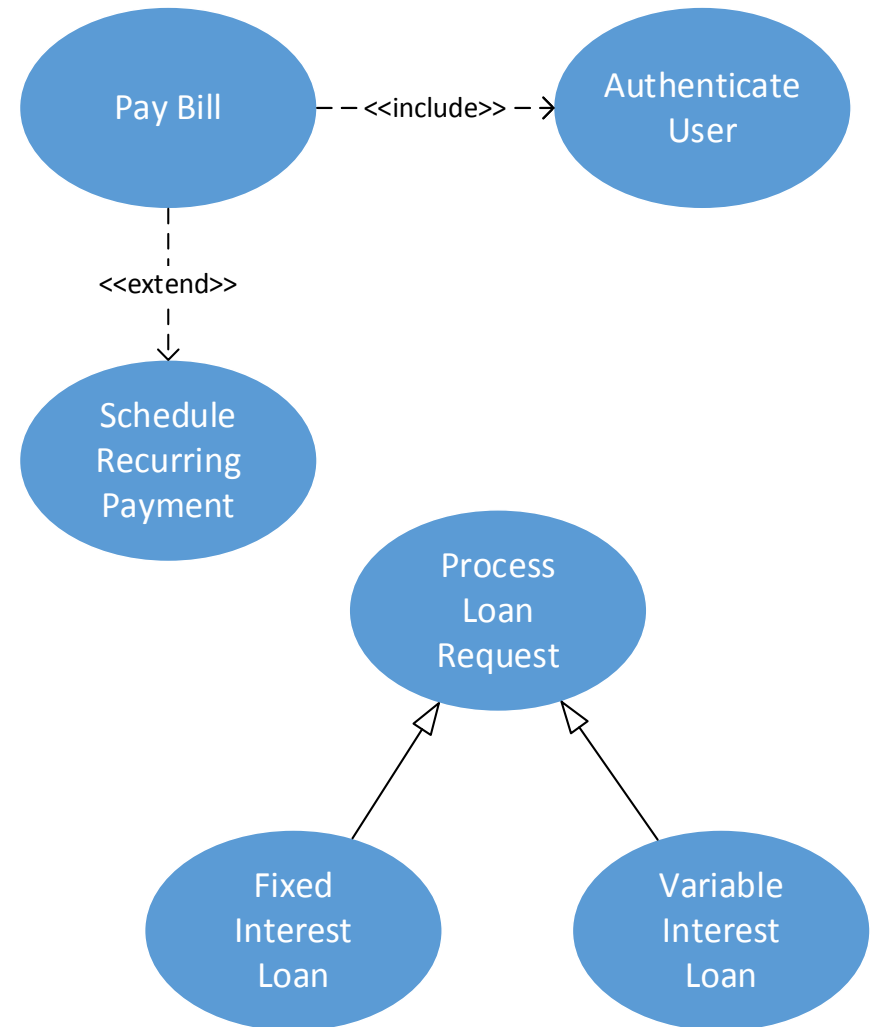 Pay Bill
<<include>>
Authenticate
User
<<extend>>
Schedule
Recurring
Payment
Process
Loan
Request
Fixed
Interest
Loan
Variable
Interest
Loan